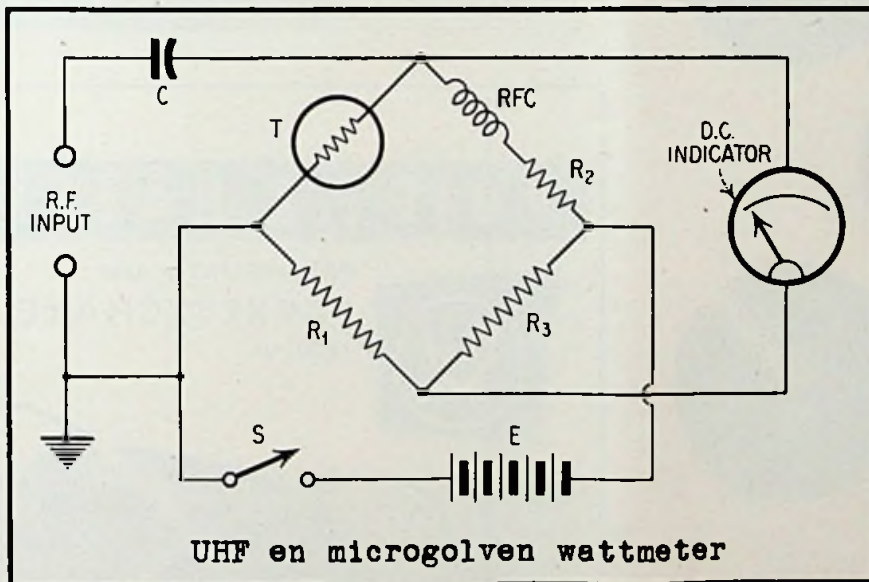 C
T
RFC
R2
D.C.
INDICATOR
R.F.
INPUT
R1
R3
S
E
UHF en microgolven wattmeter